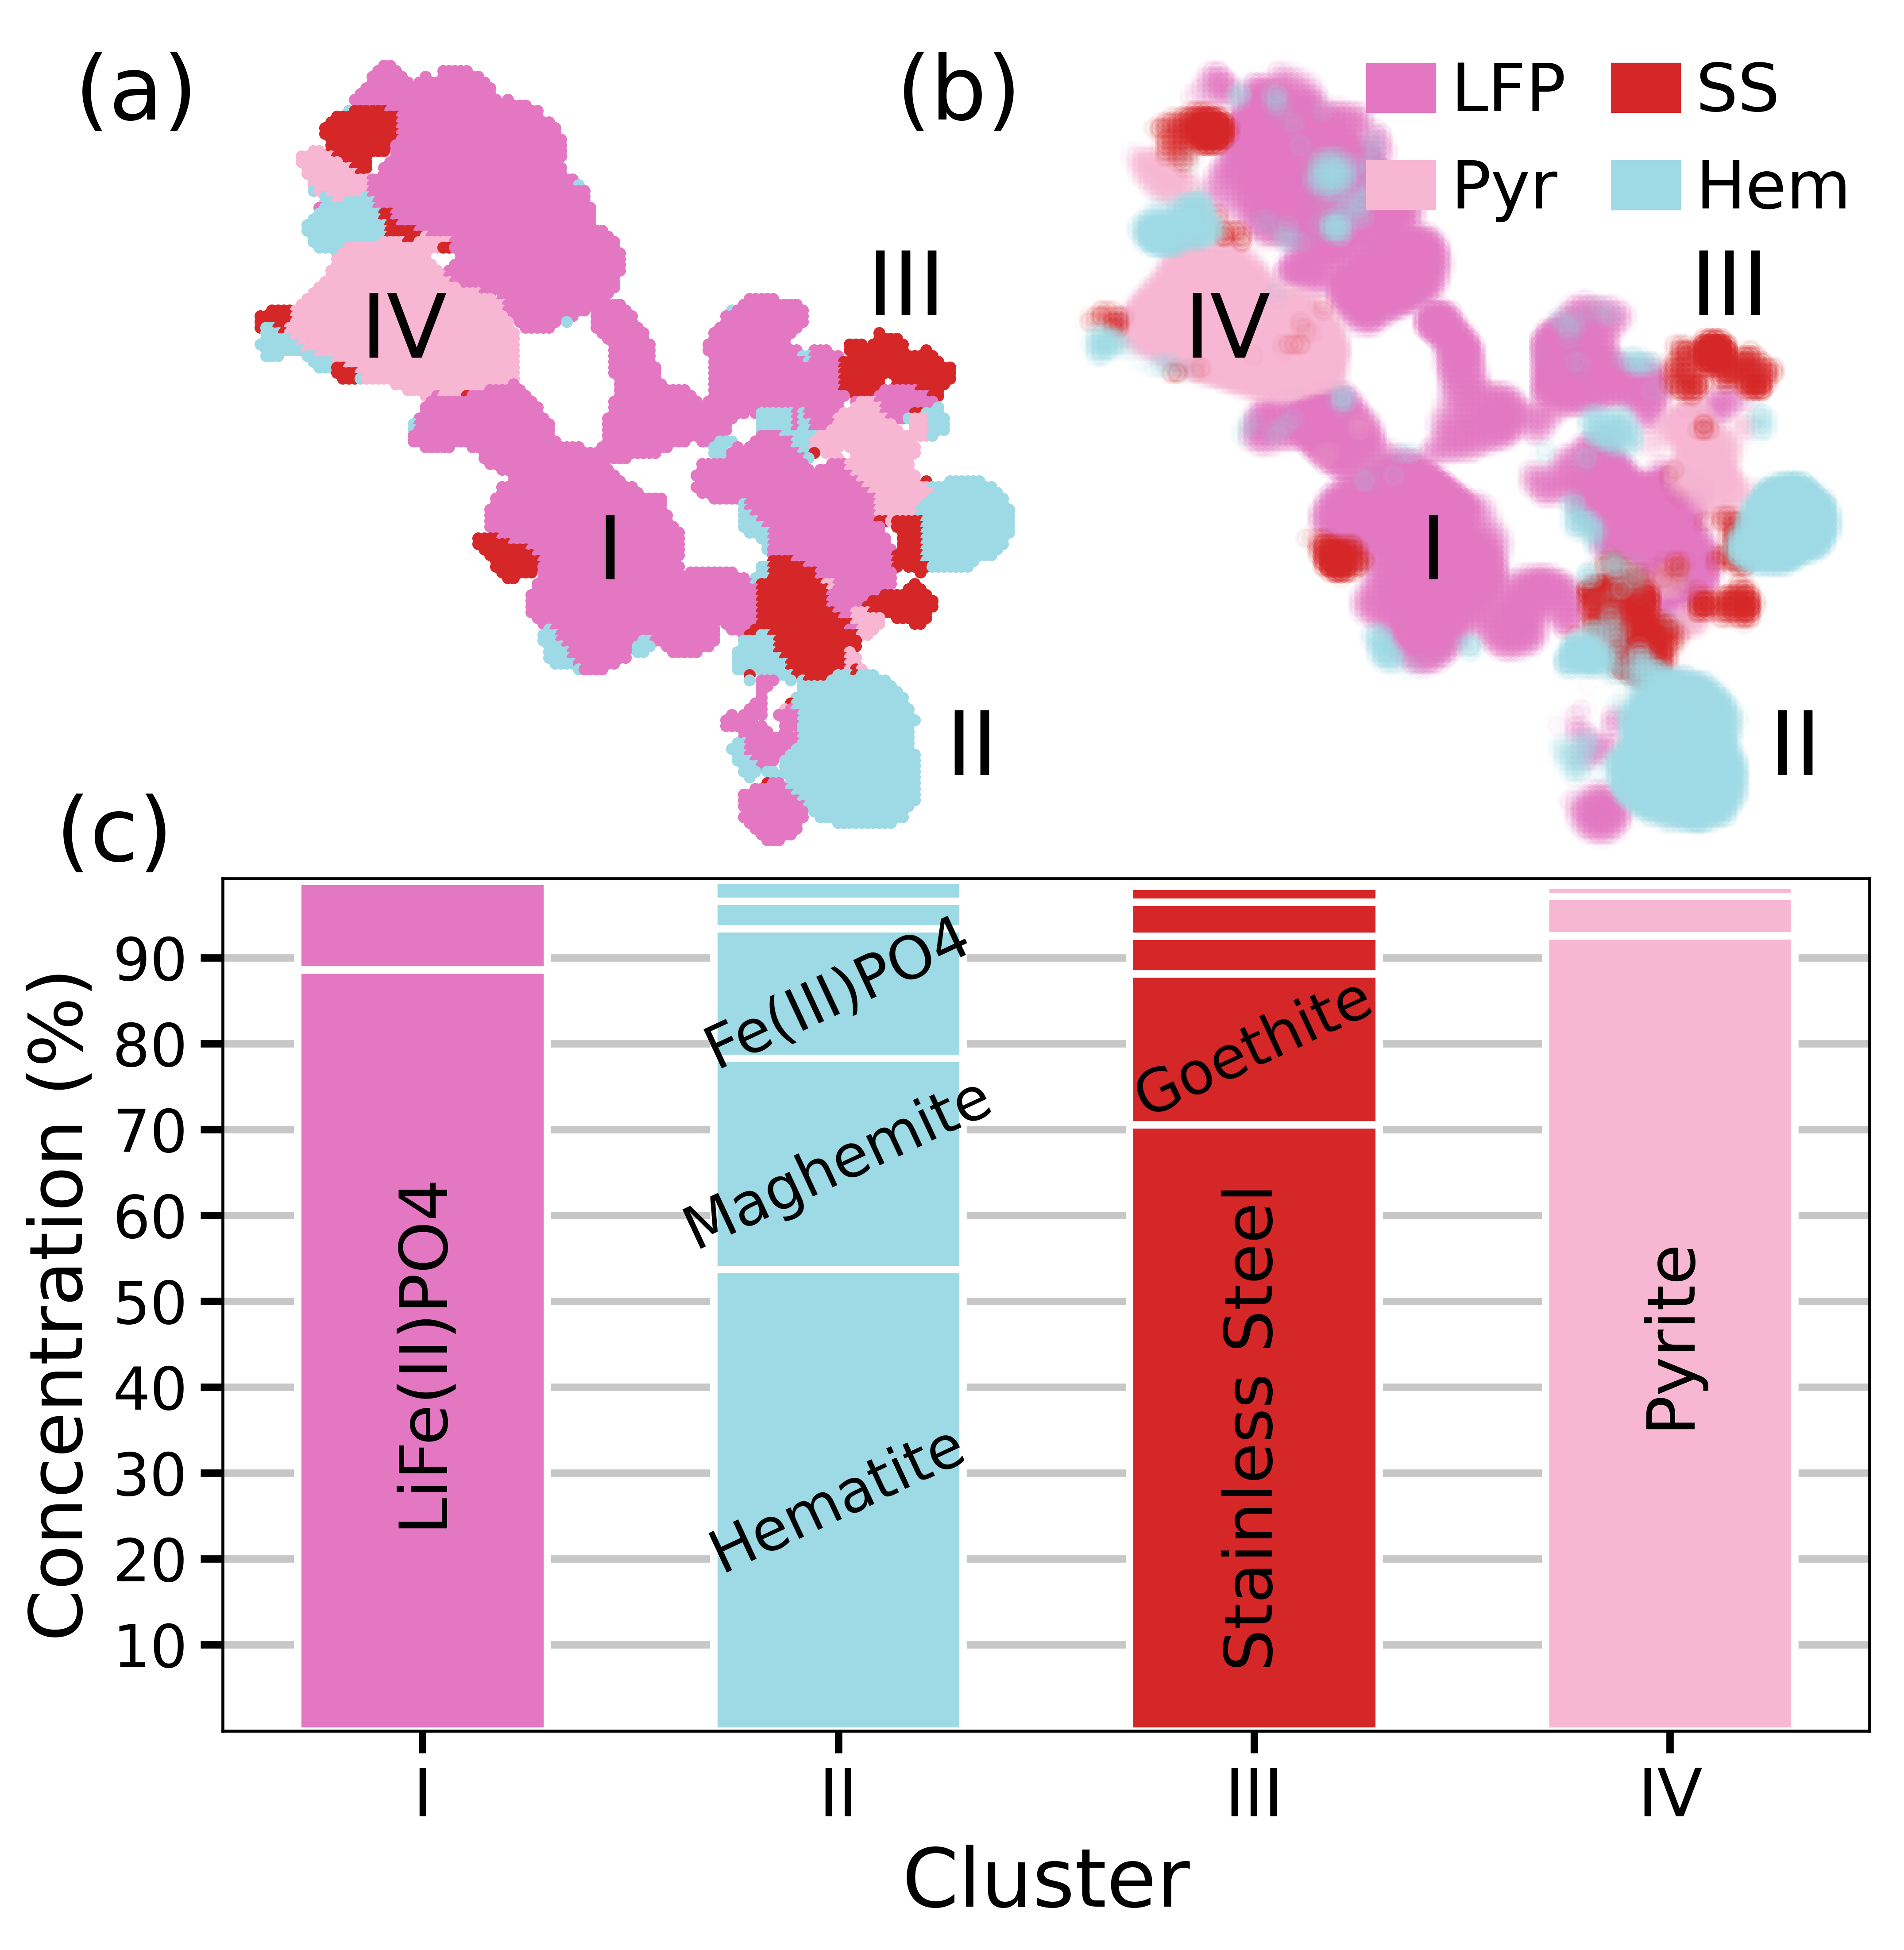 (a)
(b)
LFP
SS
Pyr
Hem
III
III
IV
IV
I
I
II
II
(c)
Concentration (%)
90
80
70
60
50
40
30
20
10
LiFe(II)PO4
Fe(III)PO4
Maghemite
Hematite
Goethite
Stainless Steel
Pyrite
I
II
III
IV
Cluster